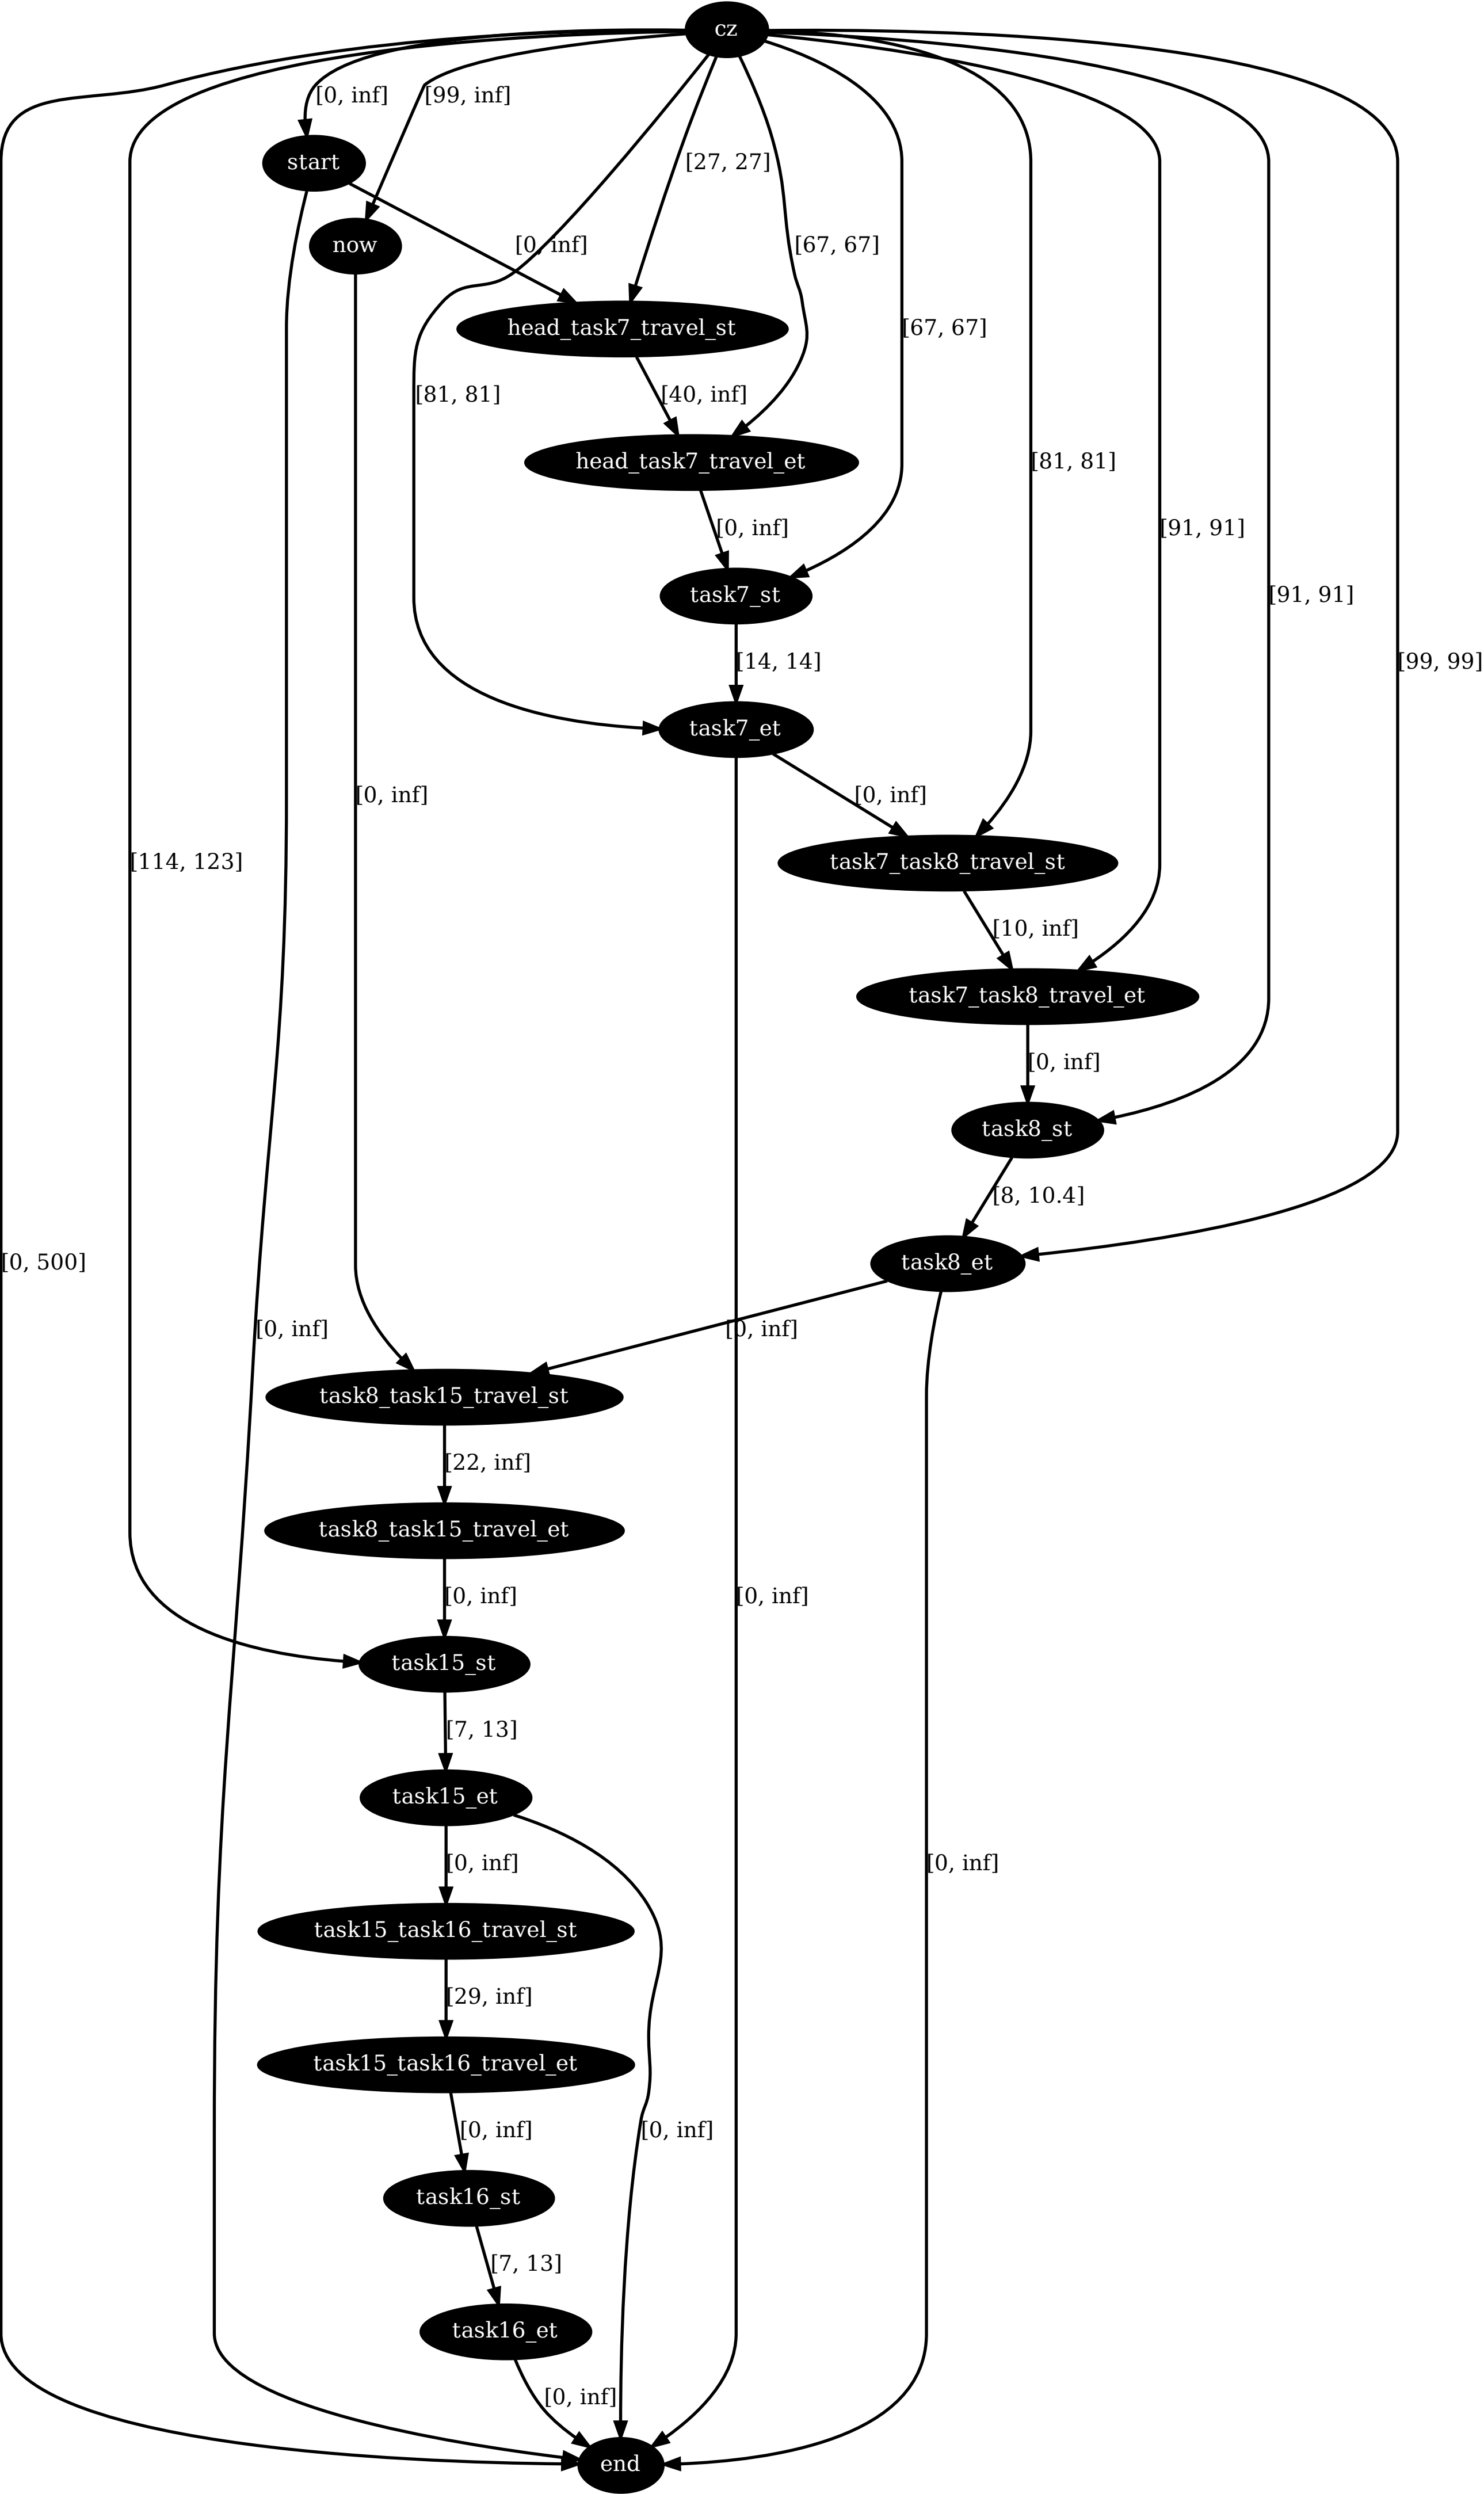 cz
[0, inf]
[99, inf]
start
[27, 27]
now
[0, inf]
[67, 67]
head_task7_travel_st
[67, 67]
[81, 81]
[40, inf]
head_task7_travel_et
[81, 81]
[0, inf]
[91, 91]
task7_st
[91, 91]
[14, 14]
[99, 99]
task7_et
[0, inf]
[0, inf]
[114, 123]
task7_task8_travel_st
[10, inf]
task7_task8_travel_et
[0, inf]
task8_st
[8, 10.4]
[0, 500]
task8_et
[0, inf]
[0, inf]
task8_task15_travel_st
[22, inf]
task8_task15_travel_et
[0, inf]
[0, inf]
task15_st
[7, 13]
task15_et
[0, inf]
[0, inf]
task15_task16_travel_st
[29, inf]
task15_task16_travel_et
[0, inf]
[0, inf]
task16_st
[7, 13]
task16_et
[0, inf]
end